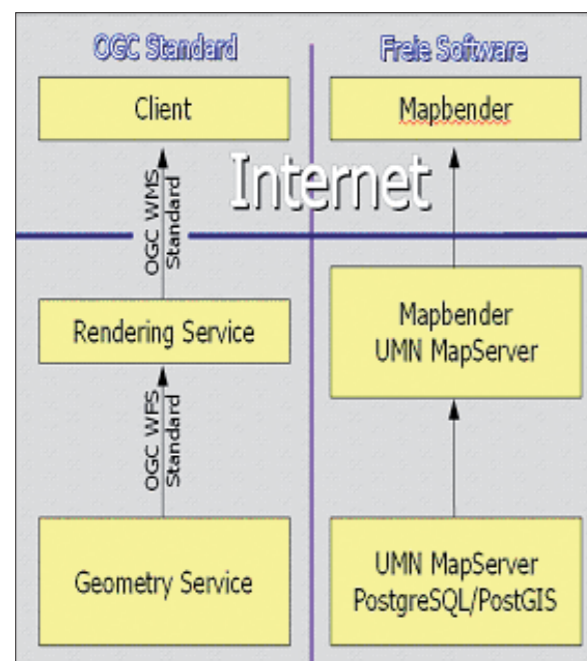 OGC Standard
Freie Software
Client
Mapbender
Internet
OGC WMS
Standard
Rendering Service
Mapbender
UMN MapServer
OGC WFS
Standard
Geometry Service
UMN MapServer
PostgreSQL/PostGIS